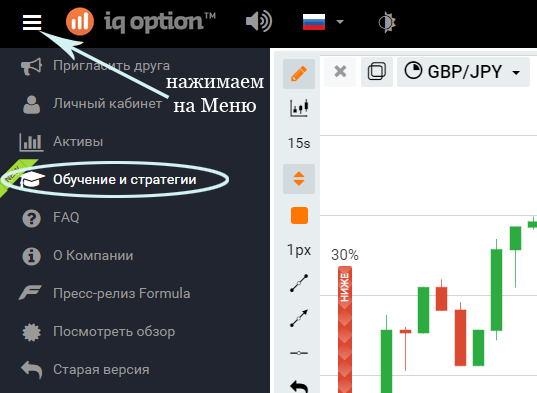 iq option™
нажимаем
на Меню
Пригласить друга
Личный кабинет
Активы
NEW
Обучение и стратегии
FAQ
О Компании
Пресс-релиз Formula
Посмотреть обзор
Старая версия
GBP/JPY
15s
1px
30%
НИЖЕ